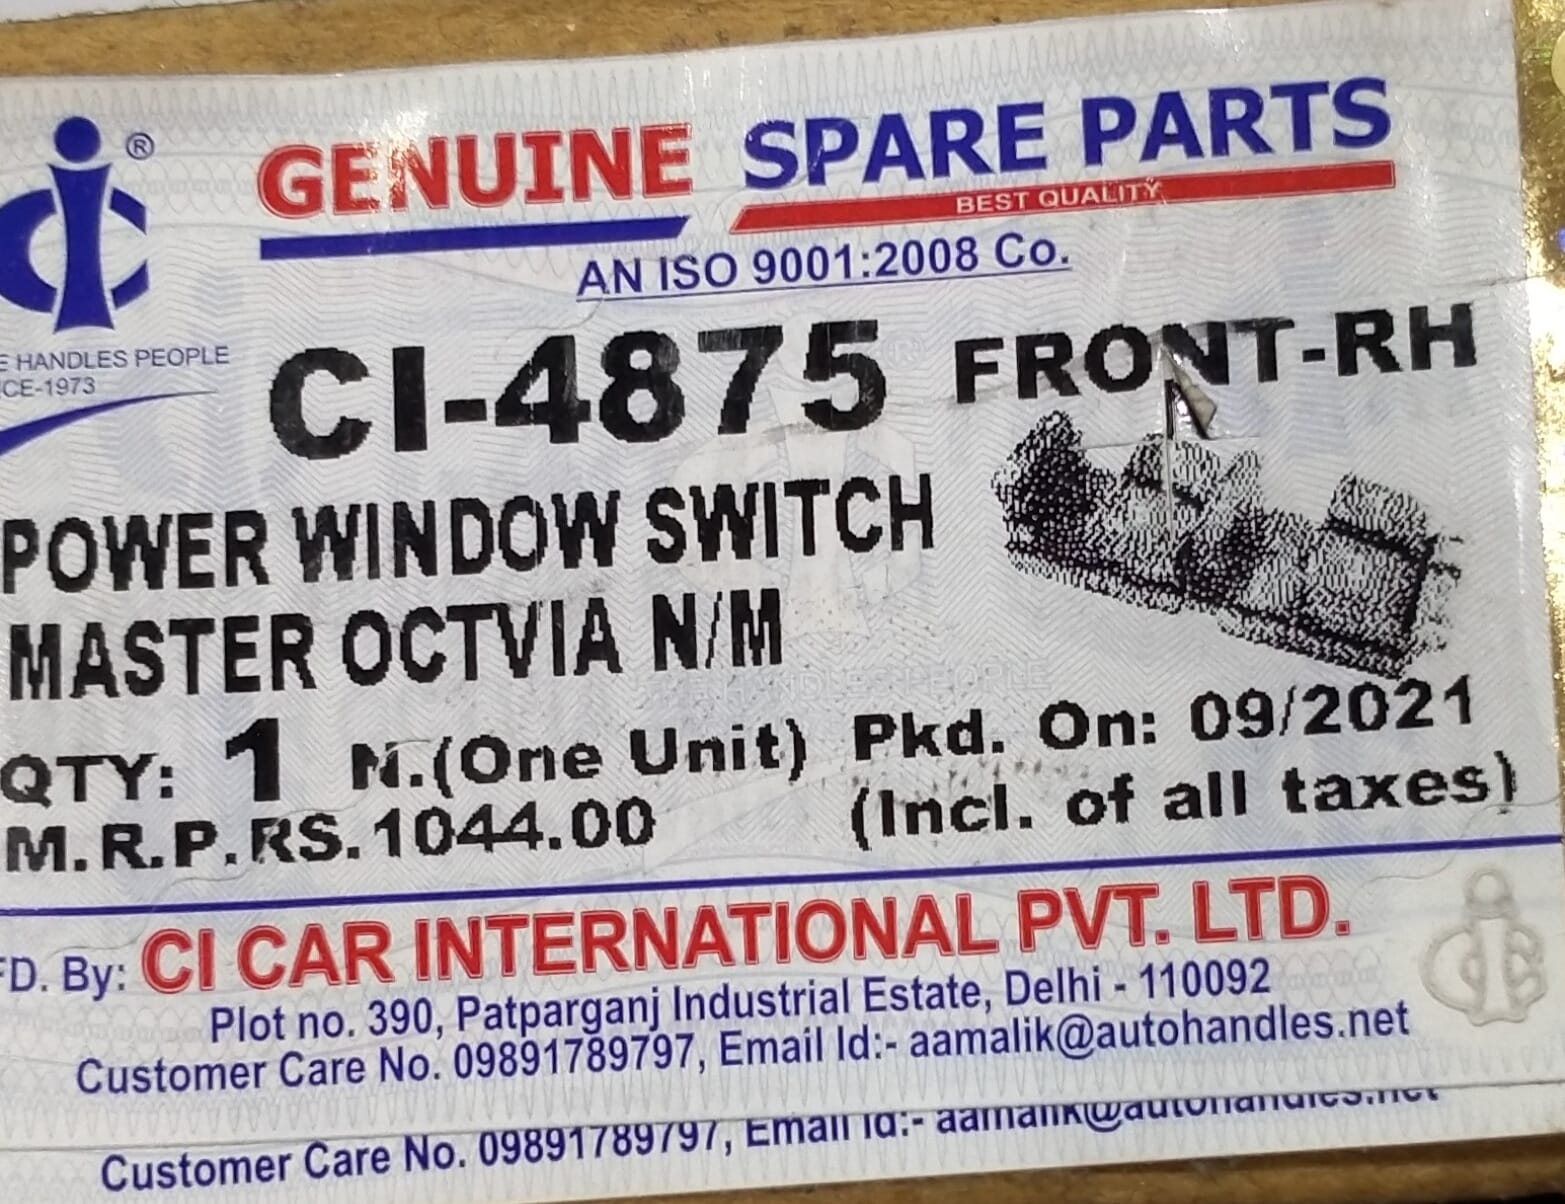 ®
GENUINE SPARE PARTS
BEST QUALITY
AN ISO 9001:2008 Co.
HANDLES PEOPLE
CE-1973
CI-4875 FRONT-RH
POWER WINDOW SWITCH
MASTER OCTVIA N/M
QTY: 1 N.(One Unit) Pkd. On: 09/2021
M.R.P.RS.1044.00 (Incl. of all taxes)
D. By: CI CAR INTERNATIONAL PVT. LTD.
Plot no. 390, Patparganj Industrial Estate, Delhi - 110092
Customer Care No. 09891789797, Email Id:- aamalik@autohandles.net
Customer Care No. 09891789797, Email Id:- aamalik@autohandles.net